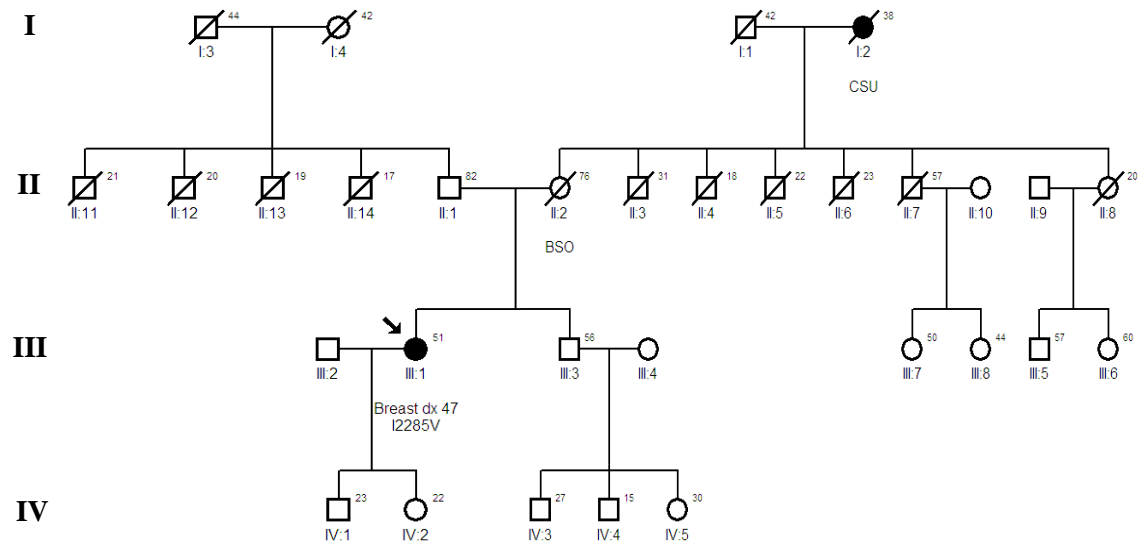 I
44
42
42
38
I:3
I:4
I:1
I:2
CSU
II
21
20
19
17
82
76
31
18
22
23
57
20
II:11
II:12
II:13
II:14
II:1
II:2
II:3
II:4
II:5
II:6
II:7
II:10
II:9
II:8
BSO
III
51
56
50
44
57
60
III:2
III:1
III:3
III:4
III:7
III:8
III:5
III:6
Breast dx 47
I2285V
IV
23
22
27
15
30
IV:1
IV:2
IV:3
IV:4
IV:5